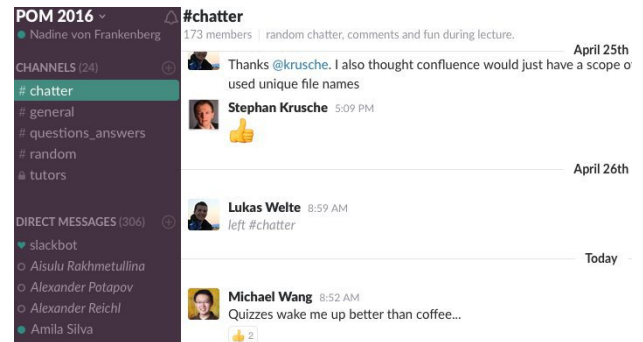 POM 2016
Nadine von Frankenberg
CHANNELS (24)
# chatter
# general
# questions_answers
# random
tutors
DIRECT MESSAGES (306)
slackbot
Aisulu Rakhmetullina
Alexander Potapov
Alexander Reichl
Amila Silva
#chatter
173 members | random chatter, comments and fun during lecture.
April 25th
Thanks @krusche. I also thought confluence would just have a scope
used unique file names
Stephan Krusche 5:09 PM
April 26th
Lukas Welte 8:59 AM
left #chatter
Today
Michael Wang 8:52 AM
Quizzes wake me up better than coffee...
2